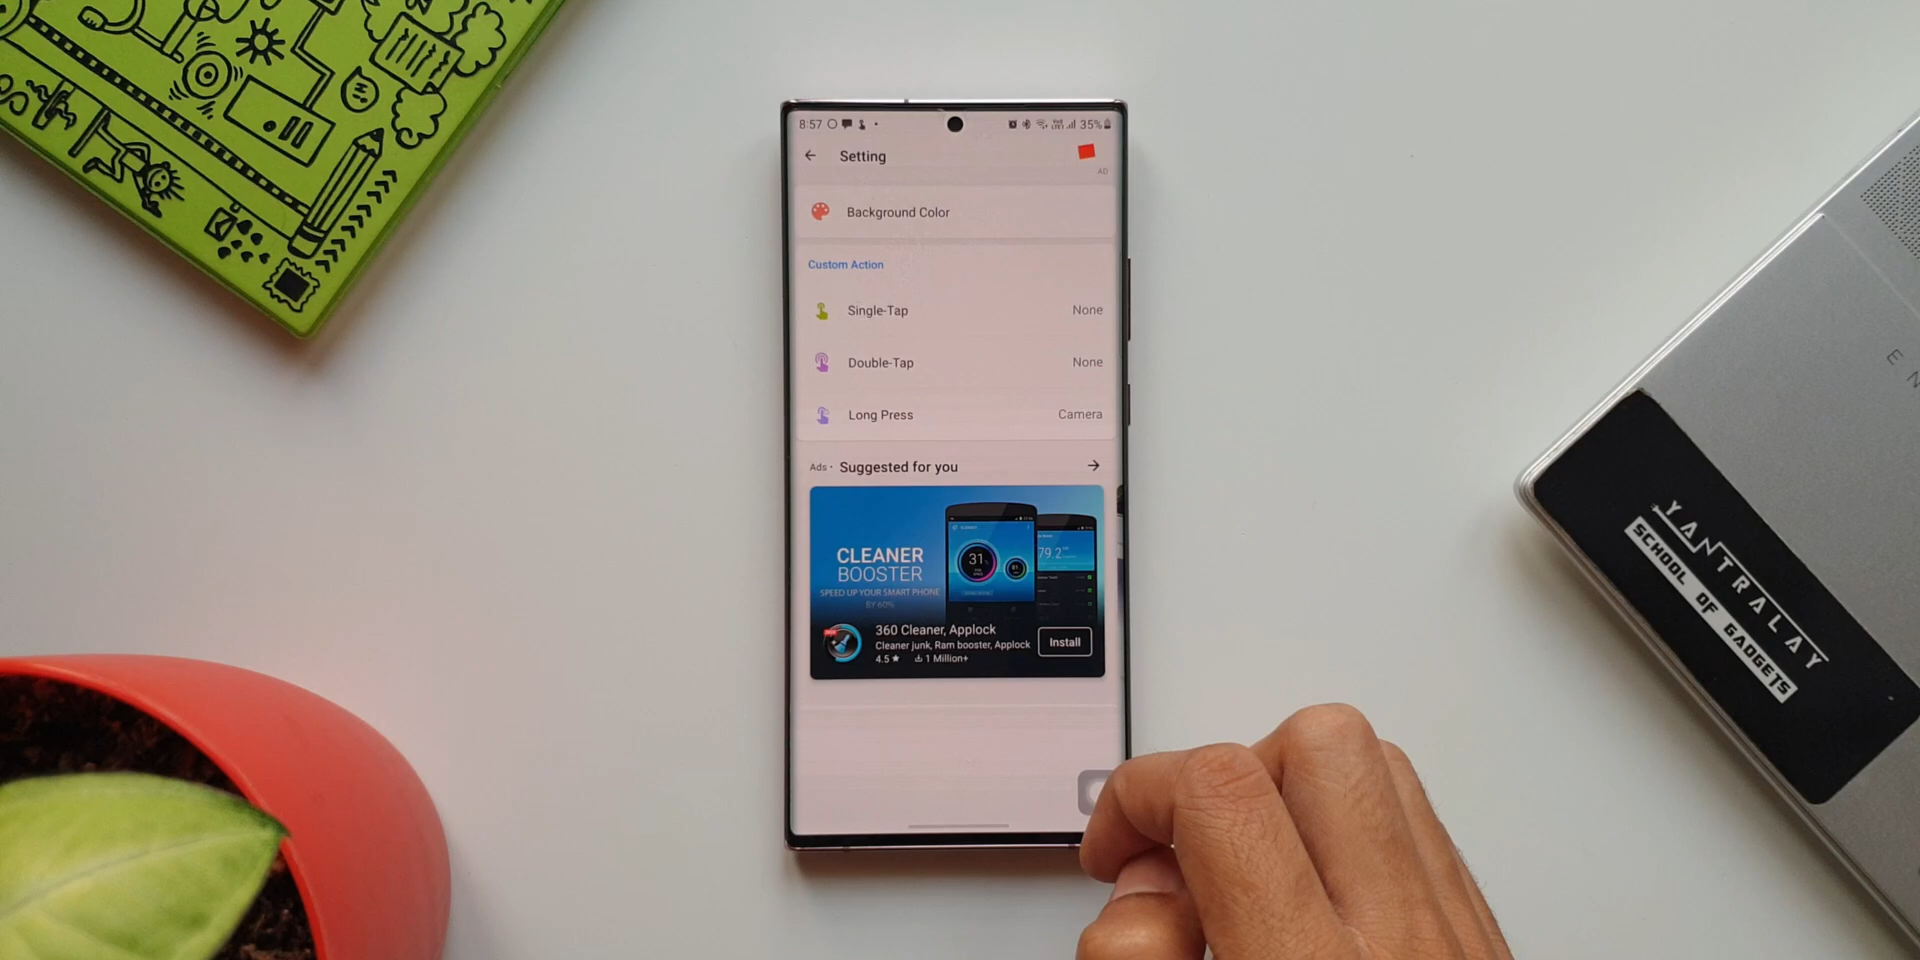 8:57
35%
Setting
AD
Background Color
Custom Action
Single-Tap None
Double-Tap None
Long Press Camera
Ads · Suggested for you
CLEANER
BOOSTER
SPEED UP YOUR SMART PHONE
BY 60%
31
79.2
360 Cleaner, Applock
Cleaner junk, Ram booster, Applock
4.5★ 1 Million+
Install
YANTRALAY
SCHOOL OF GADGETS